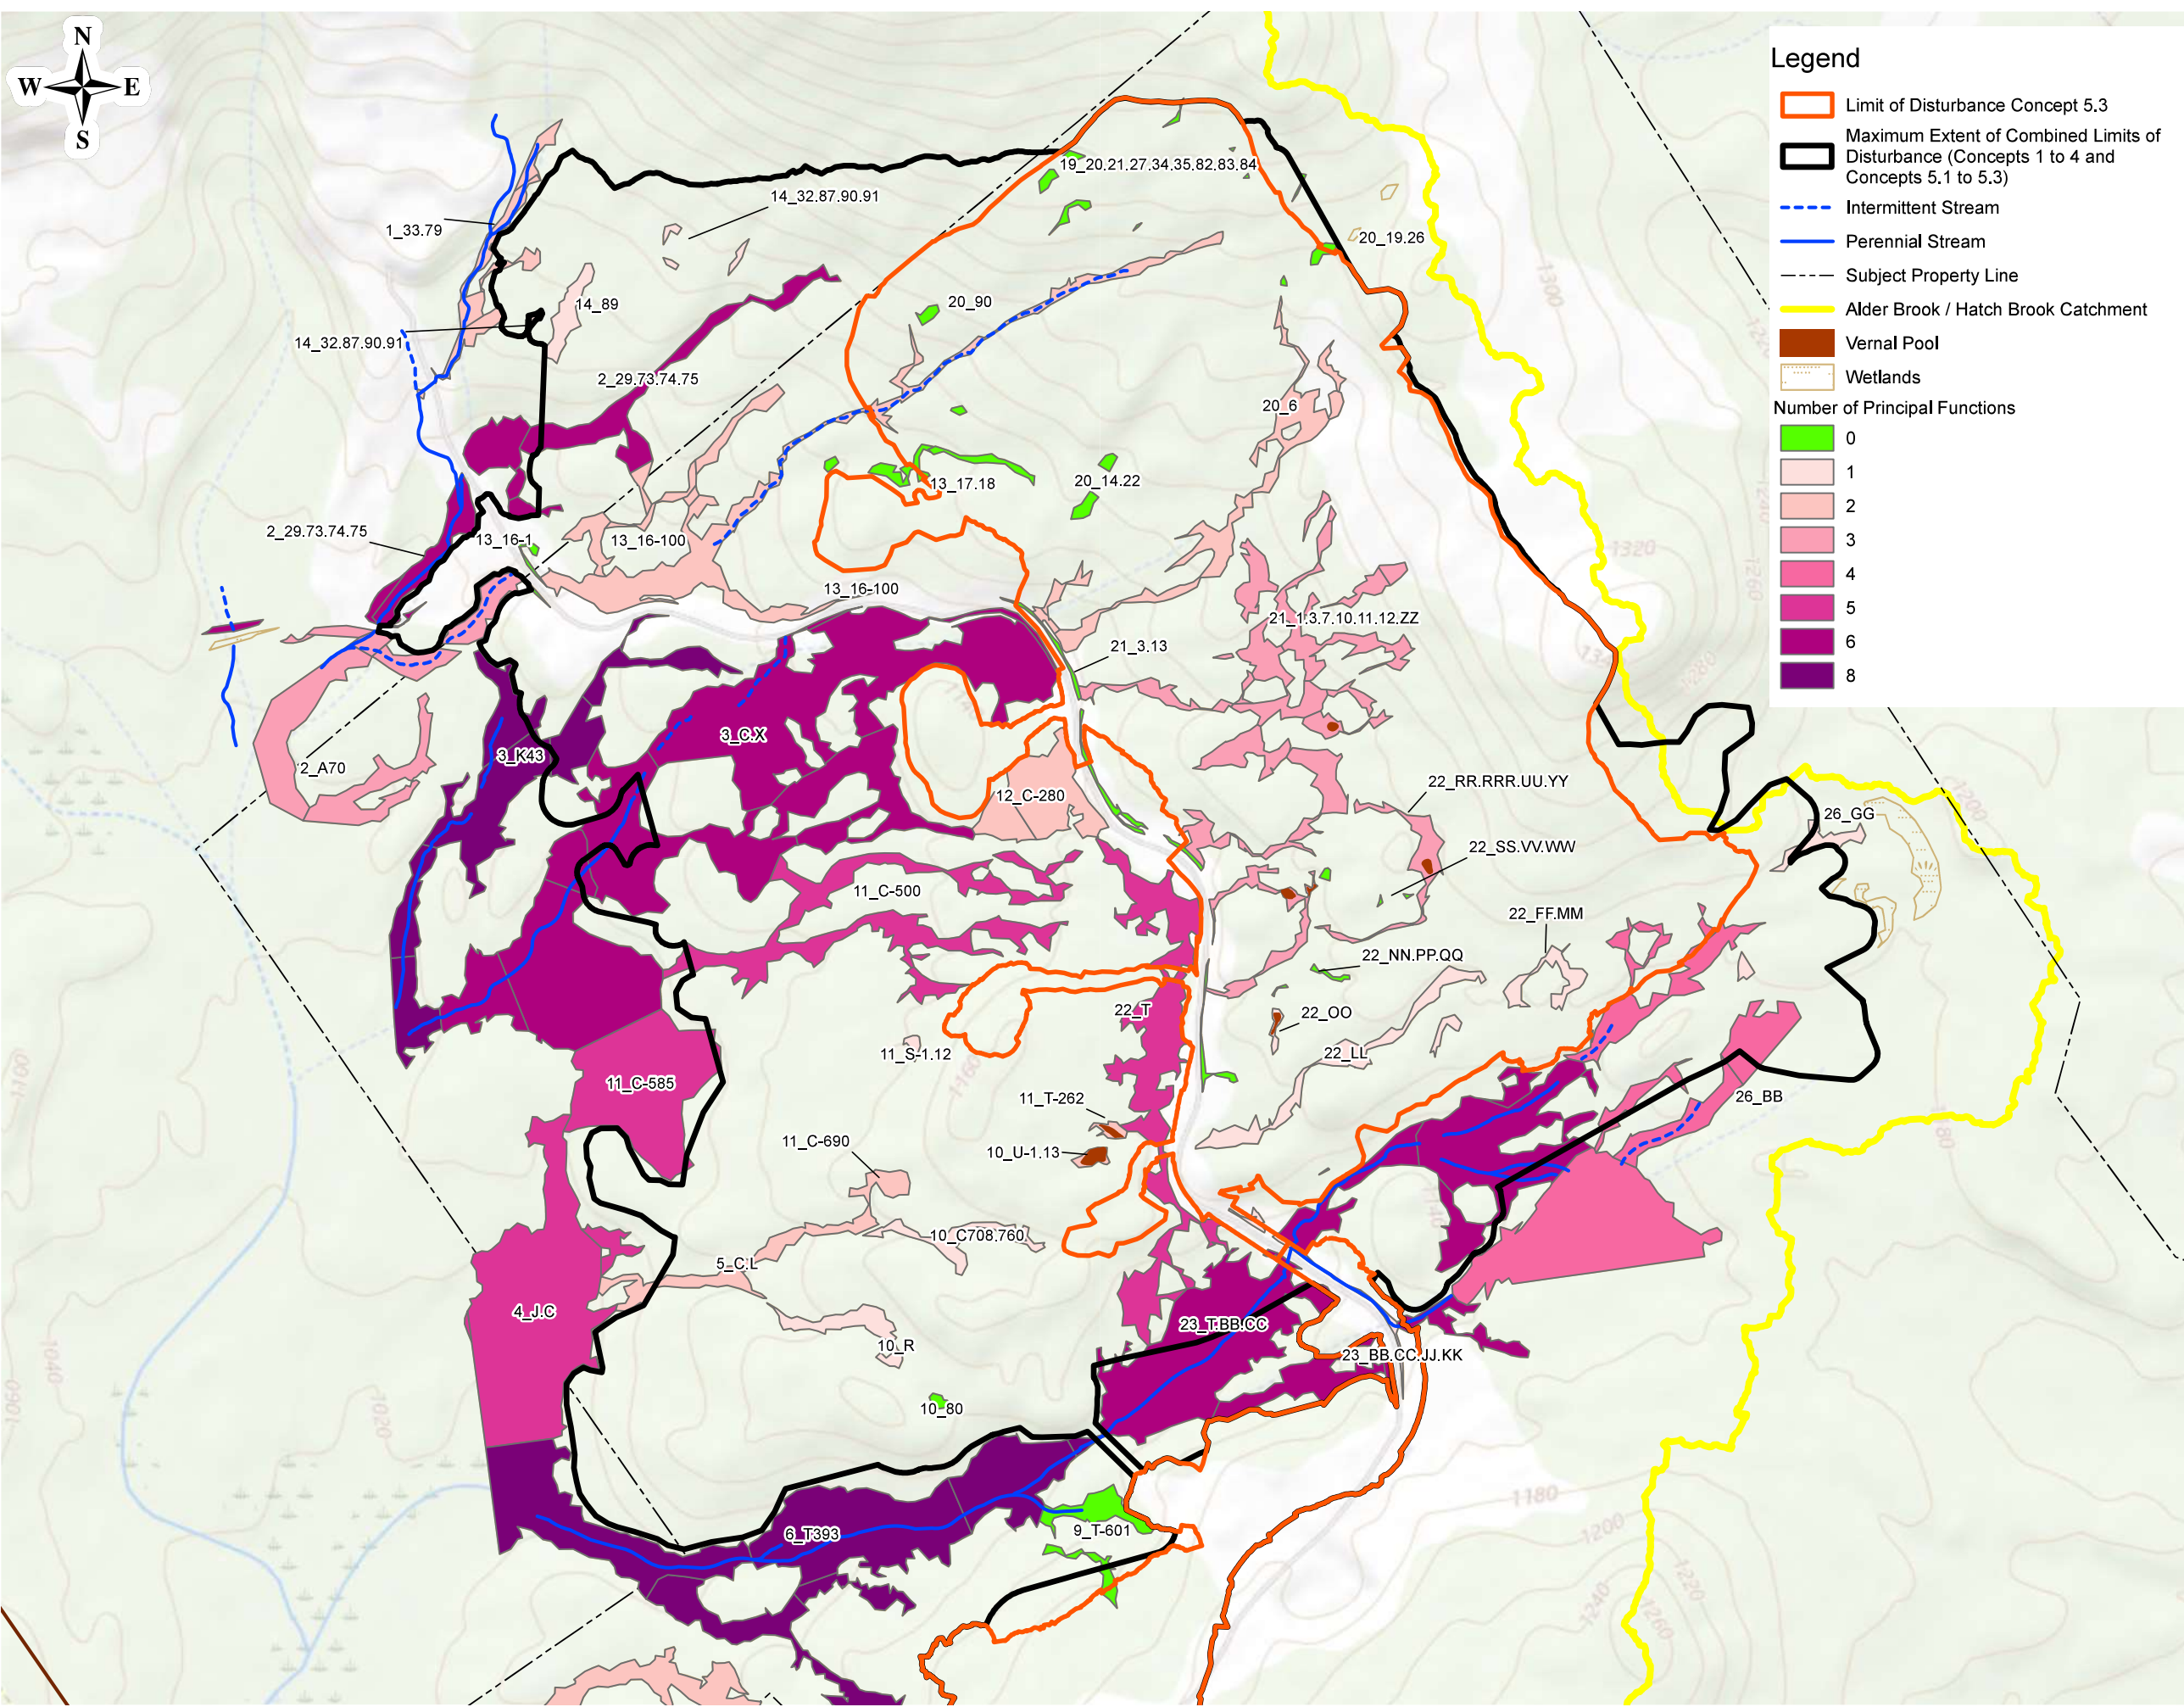 N
W E
S
Legend
Limit of Disturbance Concept 5.3
Maximum Extent of Combined Limits of
Disturbance (Concepts 1 to 4 and
Concepts 5.1 to 5.3)
Intermittent Stream
Perennial Stream
Subject Property Line
Alder Brook / Hatch Brook Catchment
Vernal Pool
Wetlands
Number of Principal Functions
0
1
2
3
4
5
6
8
19_20.21.27.34.35.82.83.84
14_32.87.90.91
1_33.79
20_19.26
1300
14_89
20_90
14_32.87.90.91
2_29.73.74.75
20_6
13_17.18
20_14.22
1240
2_29.73.74.75
13_16-1
13_16-100
1320
1260
13_16-100
21_1.3.7.10.11.12.ZZ
21_3.13
1280
3_C.X
3_K43
2_A70
22_RR.RRR.UU.YY
12_C-280
1200
26_GG
22_SS.VV.WW
11_C-500
22_FF.MM
22_NN.PP.QQ
22_T
22_OO
11_S-1.12
22_LL
1100
1160
11_C-585
11_T-262
26_BB
1180
11_C-690
10_U-1.13
1140
10_C708.760
5_C.L
4_J.C
23_T.BB.CC
10_R
23_BB.CC.JJ.KK
1040
1060
1020
10_80
1180
1200
6_T393
9_T-601
1220
1240
1260